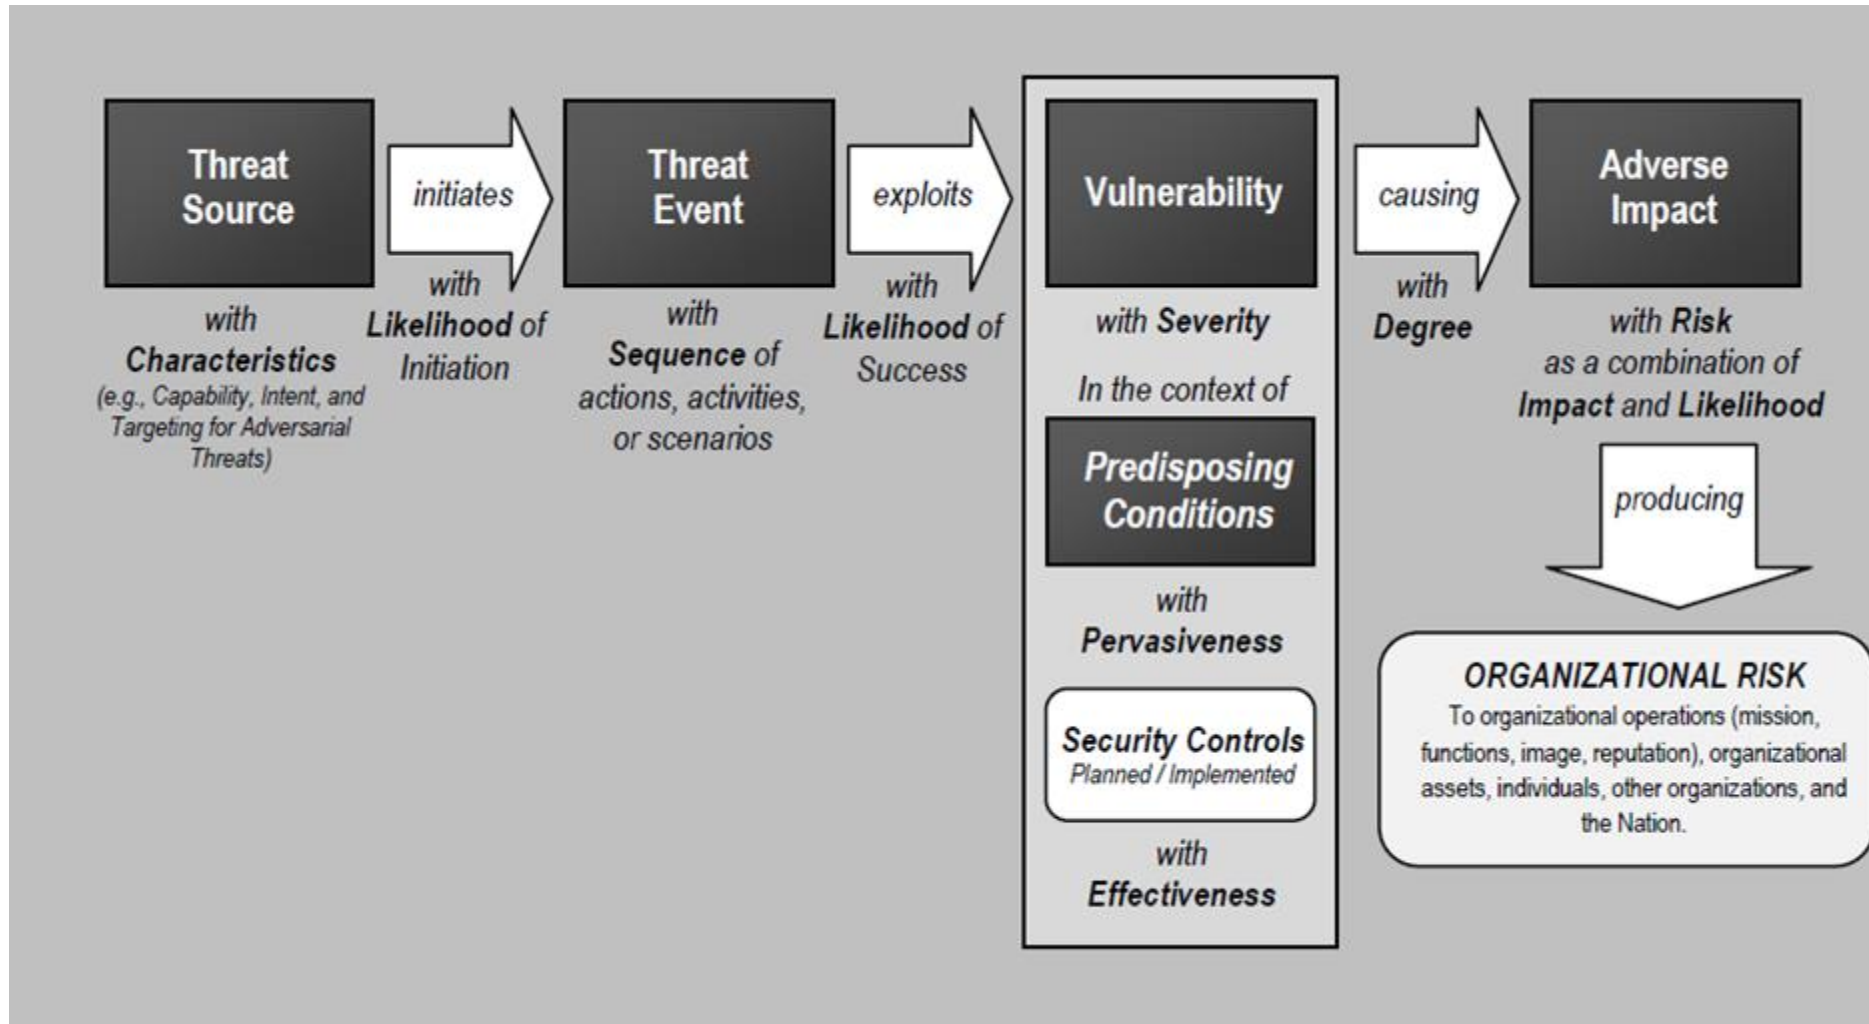 Threat
Source
with
Characteristics
(e.g., Capability, Intent, and
Targeting for Adversarial
Threats)
initiates
with
Likelihood of
Initiation
Threat
Event
with
Sequence of
actions, activities,
or scenarios
exploits
with
Likelihood of
Success
Vulnerability
with Severity
In the context of
Predisposing
Conditions
with
Pervasiveness
Security Controls
Planned / Implemented
with
Effectiveness
causing
with
Degree
Adverse
Impact
with Risk
as a combination of
Impact and Likelihood
producing
ORGANIZATIONAL RISK
To organizational operations (mission,
functions, image, reputation), organizational
assets, individuals, other organizations, and
the Nation.